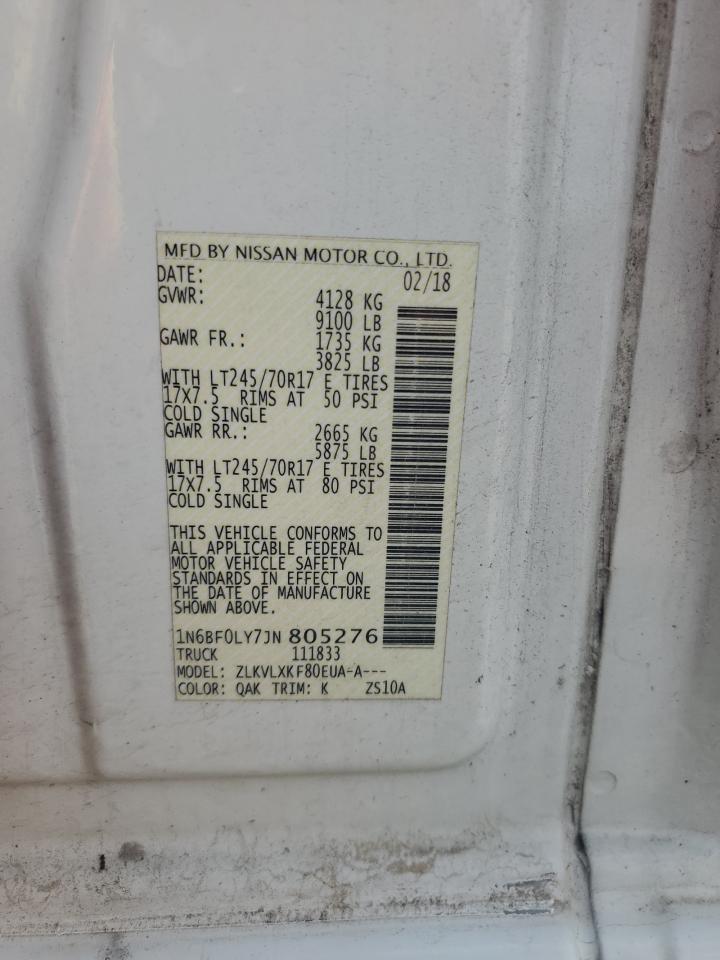 MFD BY NISSAN MOTOR CO., LTD.
DATE: 02/18
GVWR: 4128 KG
9100 LB
GAWR FR.: 1735 KG
3825 LB
WITH LT245/70R17 E TIRES
17X7.5 RIMS AT 50 PSI
COLD SINGLE
GAWR RR.: 2665 KG
5875 LB
WITH LT245/70R17 E TIRES
17X7.5 RIMS AT 80 PSI
COLD SINGLE
THIS VEHICLE CONFORMS TO
ALL APPLICABLE FEDERAL
MOTOR VEHICLE SAFETY
STANDARDS IN EFFECT ON
THE DATE OF MANUFACTURE
SHOWN ABOVE.
1N6BF0LY7JN 805276
TRUCK 111833
MODEL: ZLKVLXKF80EUA-A---
COLOR: QAK TRIM: K ZS10A